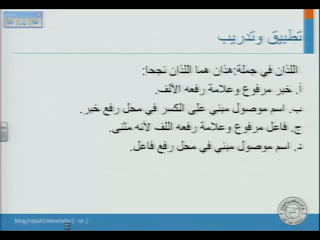 تطبيق وتدريب
اللذان في جملة:هذان هما اللذان نجحا:
أ. خبر مرفوع وعلامة رفعه الألف.
ب. اسم موصول مبني على الكسر في محل رفع خبر.
ج. فاعل مرفوع وعلامة رفعه اللف لأنه مثنى.
د. اسم موصول مبني في محل رفع فاعل.
King Faisal University